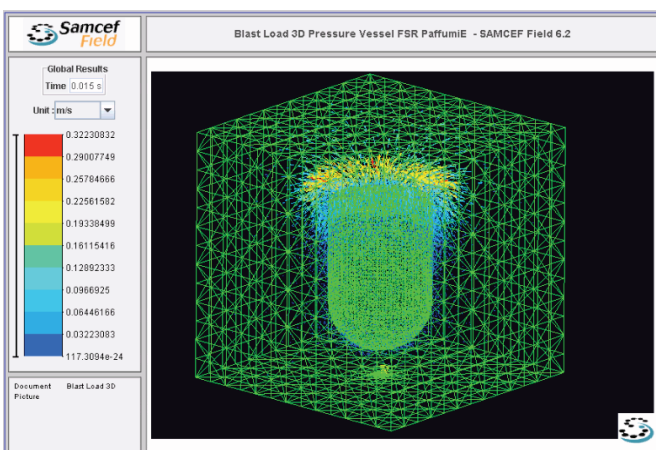 Samcef
Field
Blast Load 3D Pressure Vessel FSR PaffumiE - SAMCEF Field 6.2
Global Results
Time 0.015 s
Unit : m/s
0.32230832
0.29007749
0.25784666
0.22561582
0.19338499
0.16115416
0.12892333
0.0966925
0.06446166
0.03223083
117.3094e-24
Document Blast Load 3D
Picture